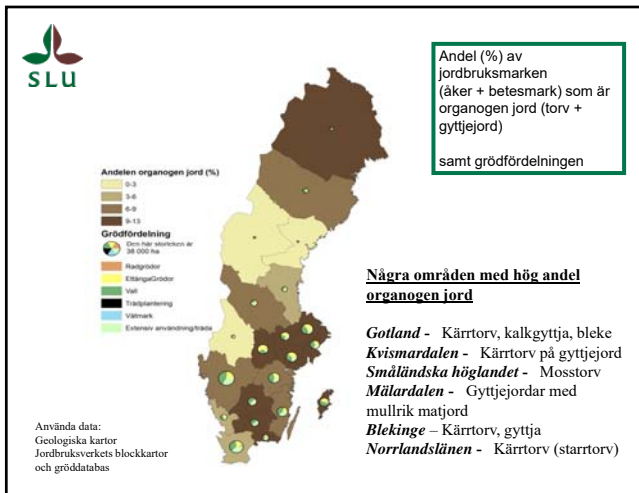 SLU
Andel (%) av
jordbruksmarken
(åker + betesmark) som är
organogen jord (torv +
gyttjejord)
samt grödfördelningen
Andelen organogen jord (%)
0-3
3-6
6-9
9-13
Grödfördelning
Den här storleken är
38 000 ha
Radgrödor
EttårigaGrödor
Vall
Trädplantering
Våtmark
Extensiv användning/träda
Några områden med hög andel
organogen jord
Gotland - Kärrtorv, kalkgyttja, bleke
Kvismardalen - Kärrtorv på gyttjejord
Småländska höglandet - Mosstorv
Mälardalen - Gyttjejordar med
mullrik matjord
Blekinge – Kärrtorv, gyttja
Norrlandslänen - Kärrtorv (starrtorv)
Använda data:
Geologiska kartor
Jordbruksverkets blockkartor
och gröddatabas